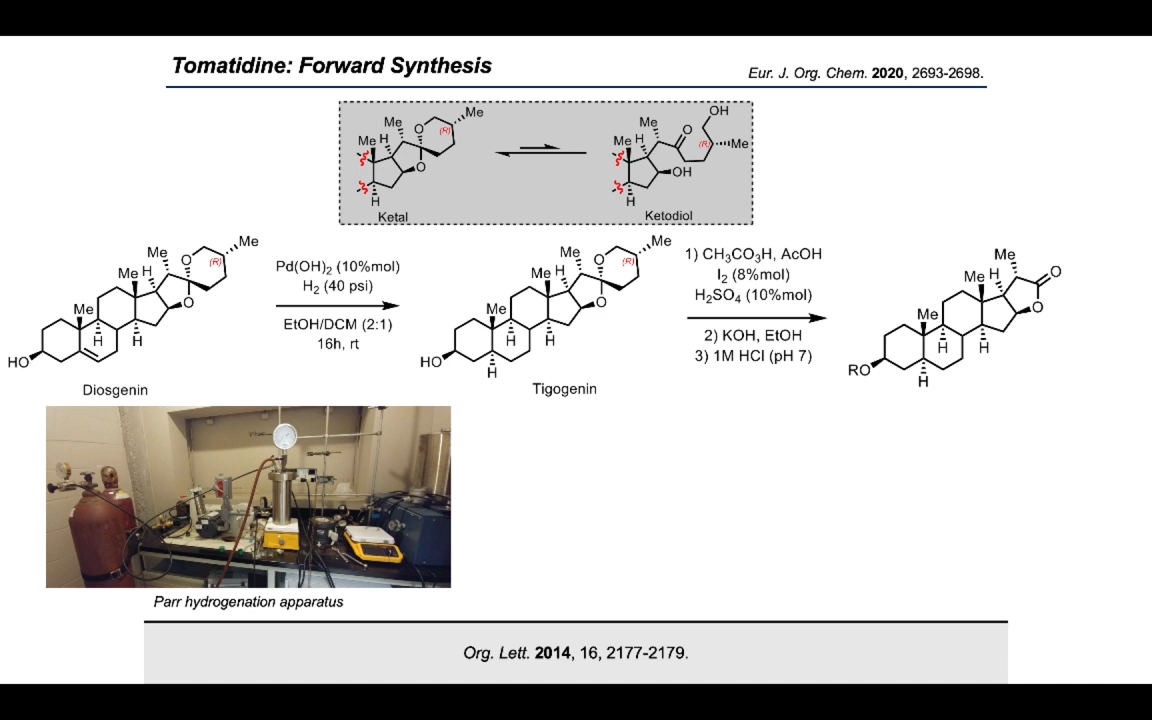 Tomatidine: Forward Synthesis
Eur. J. Org. Chem. 2020, 2693-2698.
Me
Me
H
O
(R)
Me
O
H
Ketal
OH
Me
O
Me
H
(R)
Me
OH
H
Ketodiol
Me
Me
O
(R)
Me
H
O
Me
H
H
HO
Diosgenin
Pd(OH)2 (10%mol)
H2 (40 psi)
EtOH/DCM (2:1)
16h, rt
Me
Me
O
(R)
Me
H
O
Me
H
H
HO
H
Tigogenin
1) CH3CO3H, AcOH
I2 (8%mol)
H2SO4 (10%mol)
2) KOH, EtOH
3) 1M HCl (pH 7)
Me
O
Me
H
O
Me
H
H
RO
H
Parr hydrogenation apparatus
Org. Lett. 2014, 16, 2177-2179.